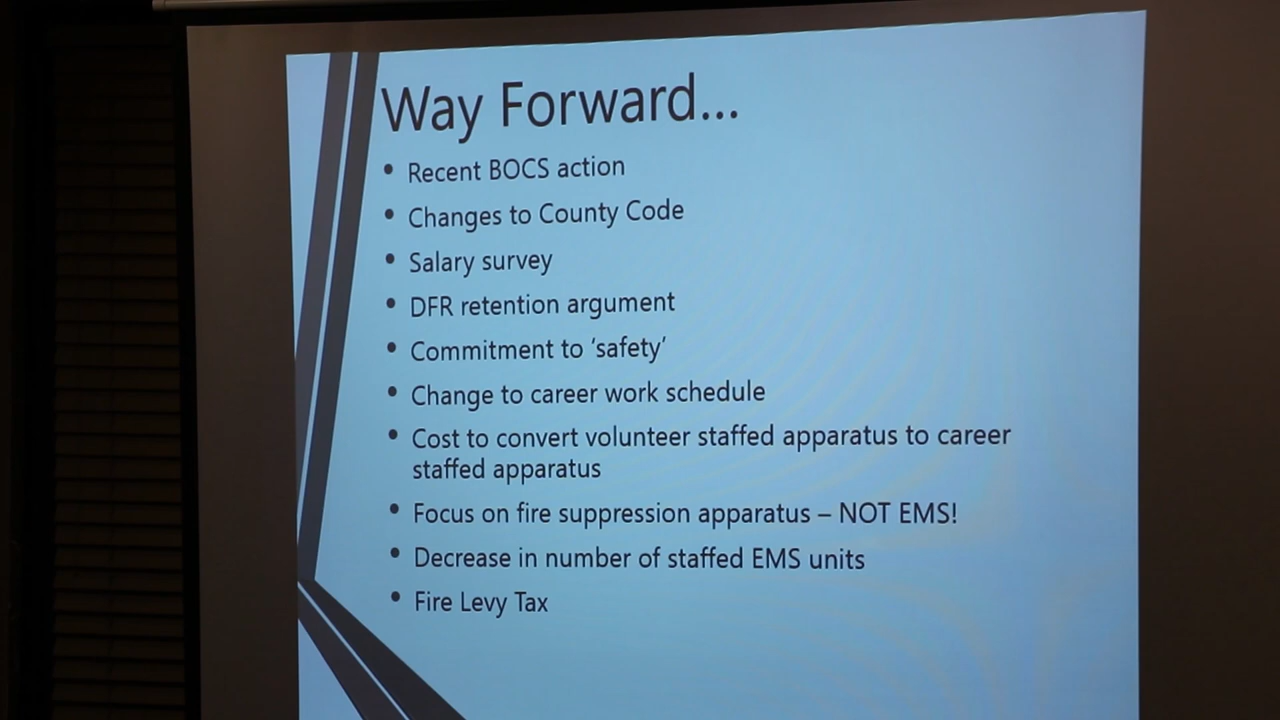 Way Forward...
• Recent BOCS action
• Changes to County Code
• Salary survey
• DFR retention argument
• Commitment to ‘safety’
• Change to career work schedule
• Cost to convert volunteer staffed apparatus to career
staffed apparatus
• Focus on fire suppression apparatus – NOT EMS!
• Decrease in number of staffed EMS units
• Fire Levy Tax